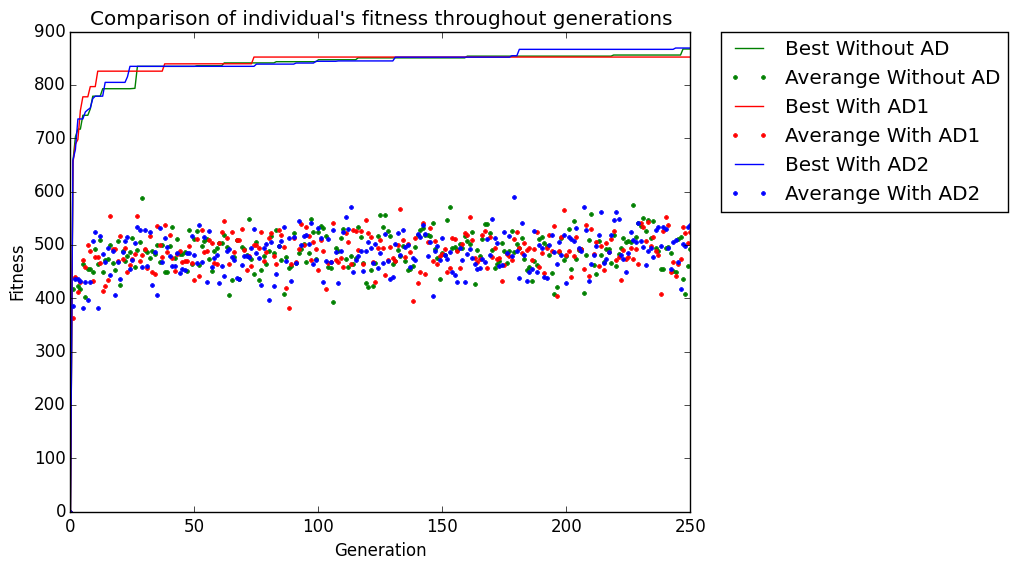 Comparison of individual's fitness throughout generations
900
800
700
600
500
400
300
200
100
0
Fitness
0 50 100 150 200 250
Generation
Best Without AD
Averange Without AD
Best With AD1
Averange With AD1
Best With AD2
Averange With AD2